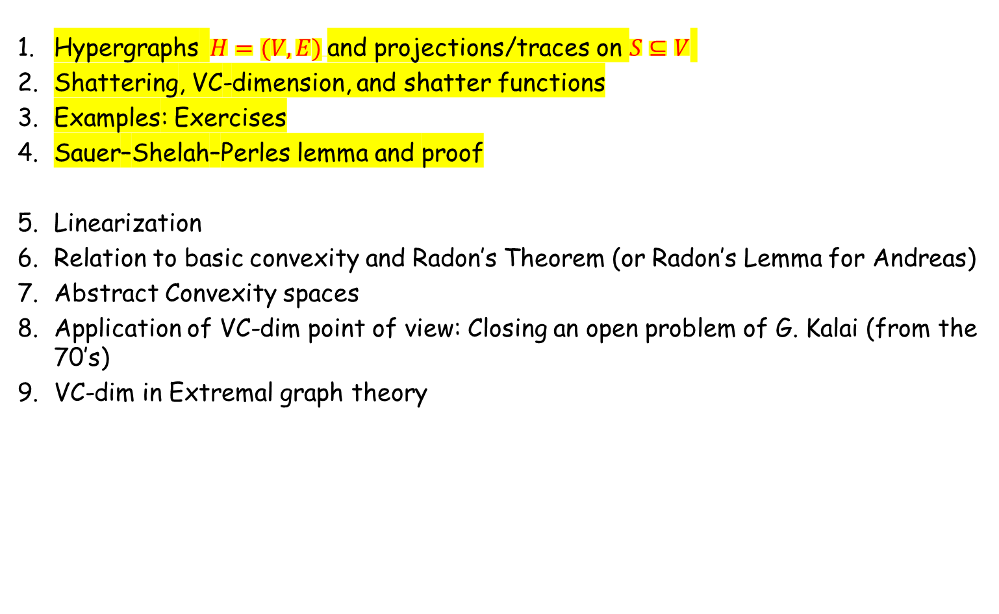 1. Hypergraphs H = (V, E) and projections/traces on S ⊆ V
2. Shattering, VC-dimension, and shatter functions
3. Examples: Exercises
4. Sauer–Shelah–Perles lemma and proof
5. Linearization
6. Relation to basic convexity and Radon's Theorem (or Radon's Lemma for Andreas)
7. Abstract Convexity spaces
8. Application of VC-dim point of view: Closing an open problem of G. Kalai (from the
70's)
9. VC-dim in Extremal graph theory